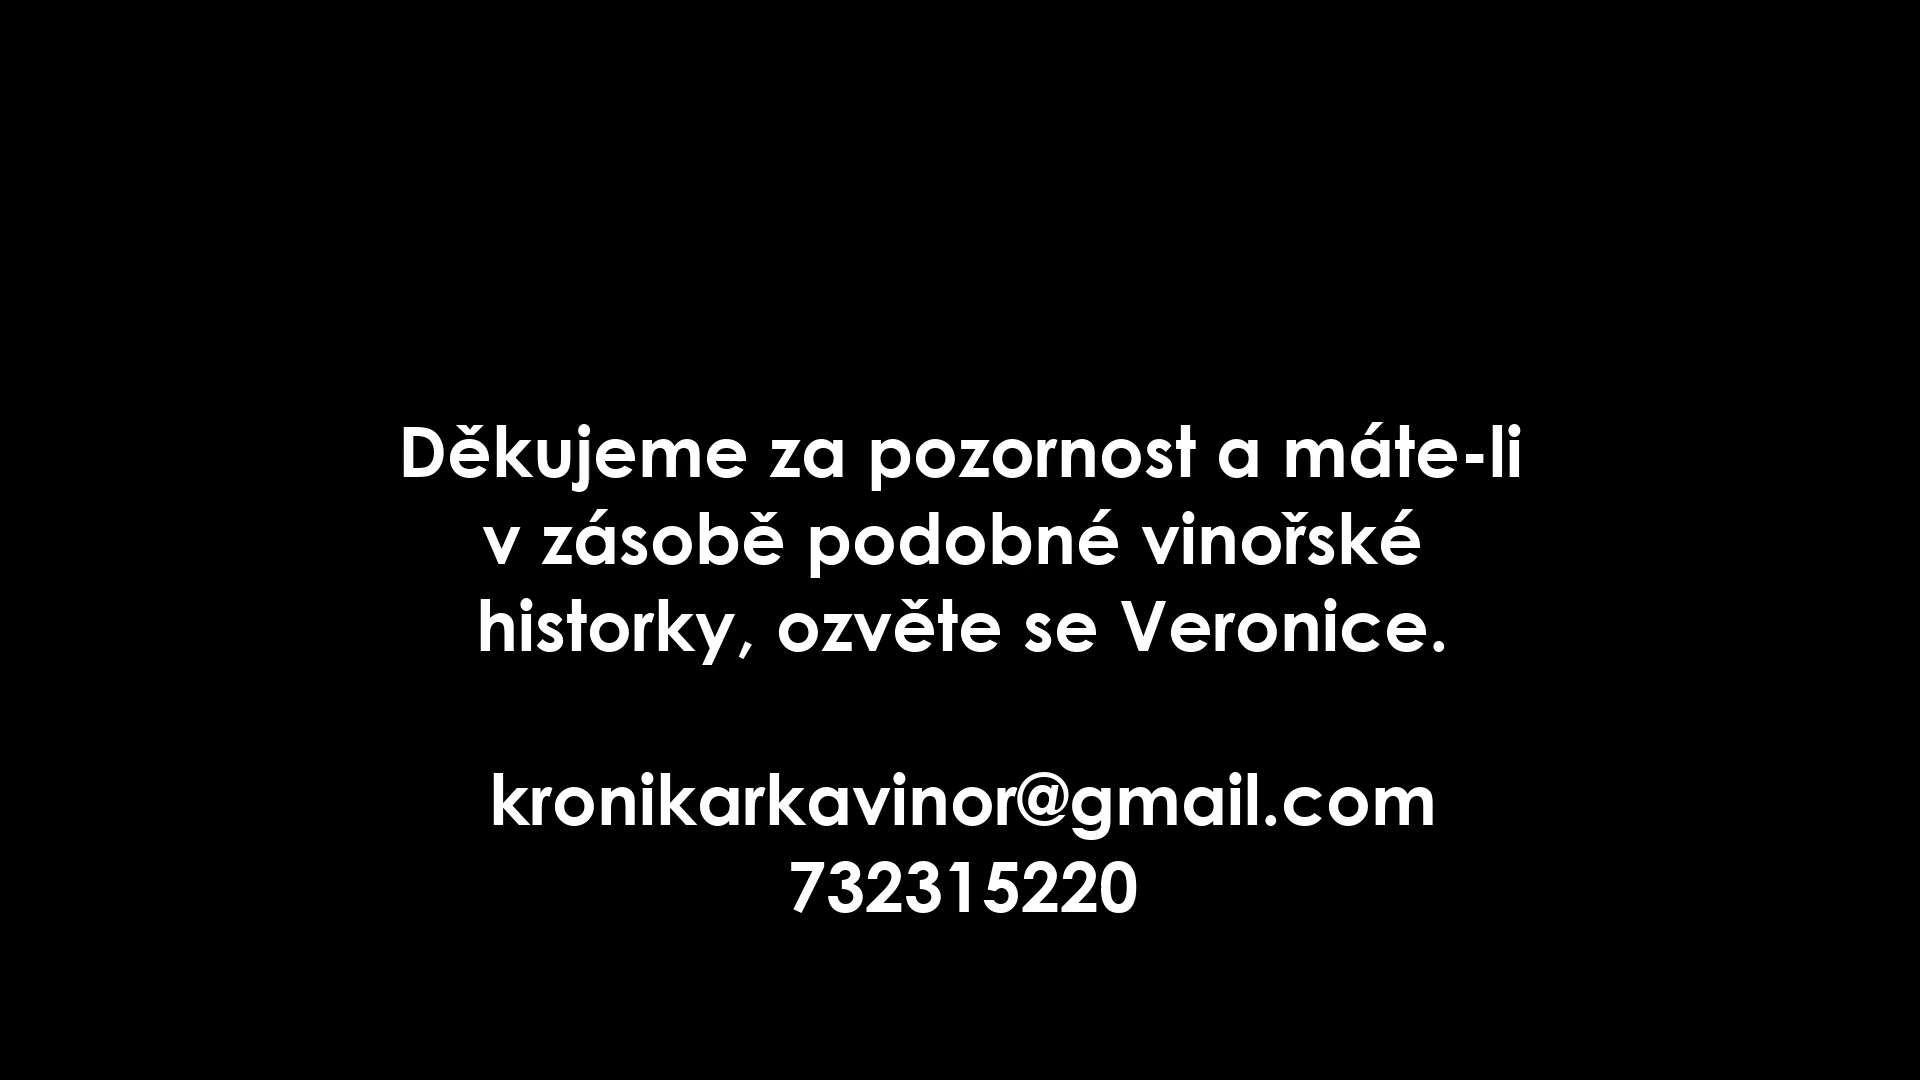 Děkujeme za pozornost a máte-li
v zásobě podobné vinořské
historky, ozvěte se Veronice.
kronikarkavinor@gmail.com
732315220